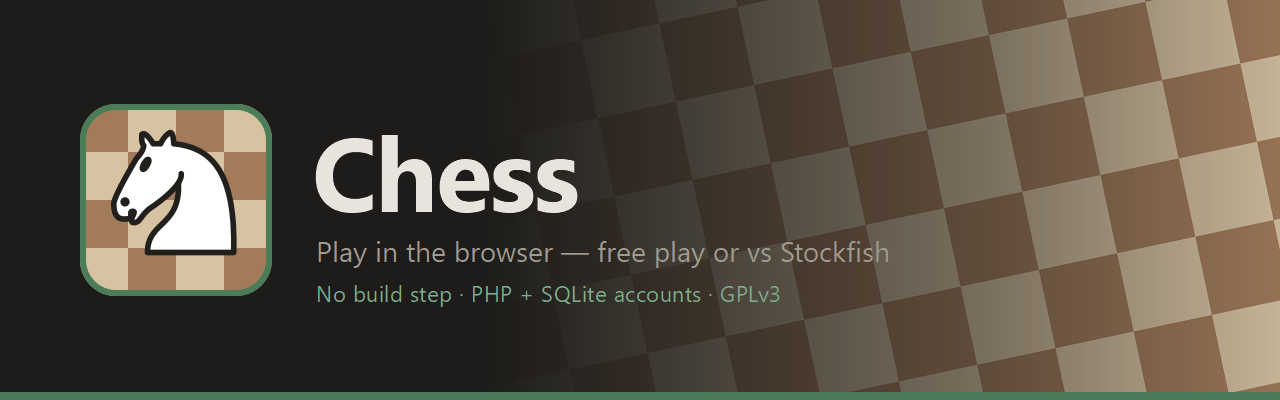 Chess
Play in the browser — free play or vs Stockfish
No build step · PHP + SQLite accounts · GPLv3